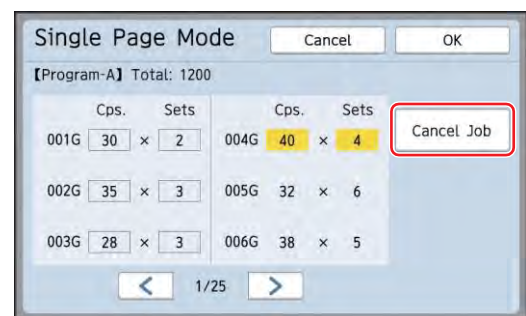 Single Page Mode Cancel OK
【Program-A】 Total: 1200
Cps. Sets Cps. Sets
001G 30 × 2 004G 40 × 4
Cancel Job
002G 35 × 3 005G 32 × 6
003G 28 × 3 006G 38 × 5
< 1/25 >